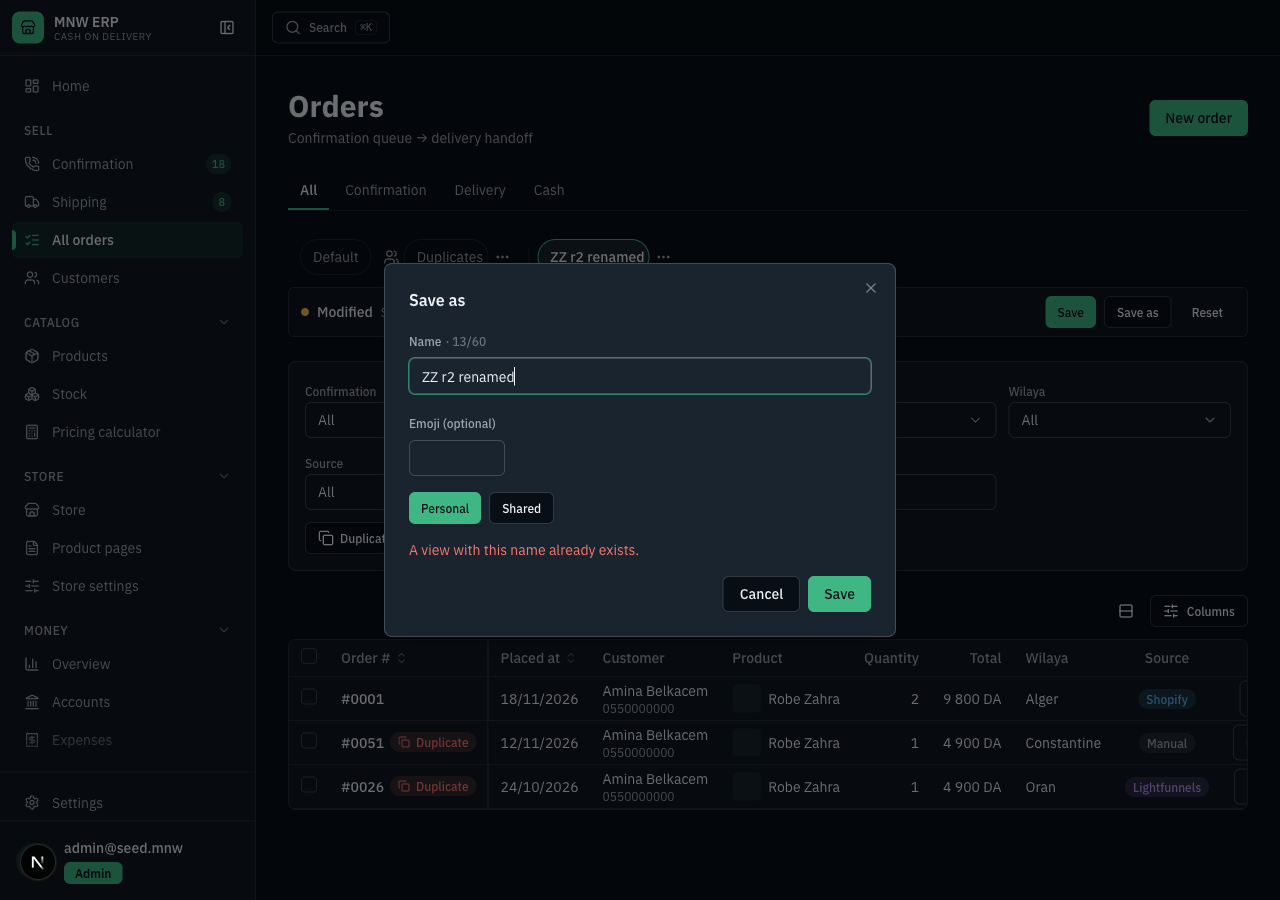 MNW ERP
CASH ON DELIVERY
Search ⌘K
Home
SELL
Confirmation 18
Shipping 8
All orders
Customers
CATALOG
Products
Stock
Pricing calculator
STORE
Store
Product pages
Store settings
MONEY
Overview
Accounts
Expenses
Settings
admin@seed.mnw
Admin
N
Orders
Confirmation queue → delivery handoff
New order
All Confirmation Delivery Cash
Default Duplicates ••• ZZ r2 renamed •••
Modified
Save Save as Reset
Confirmation
All
Wilaya
All
Source
All
Save as
Name · 13/60
ZZ r2 renamed
Emoji (optional)
Personal Shared
A view with this name already exists.
Cancel Save
Columns
Order # Placed at Customer Product Quantity Total Wilaya Source
#0001 18/11/2026 Amina Belkacem 0550000000 Robe Zahra 2 9 800 DA Alger Shopify
#0051 Duplicate 12/11/2026 Amina Belkacem 0550000000 Robe Zahra 1 4 900 DA Constantine Manual
#0026 Duplicate 24/10/2026 Amina Belkacem 0550000000 Robe Zahra 1 4 900 DA Oran Lightfunnels